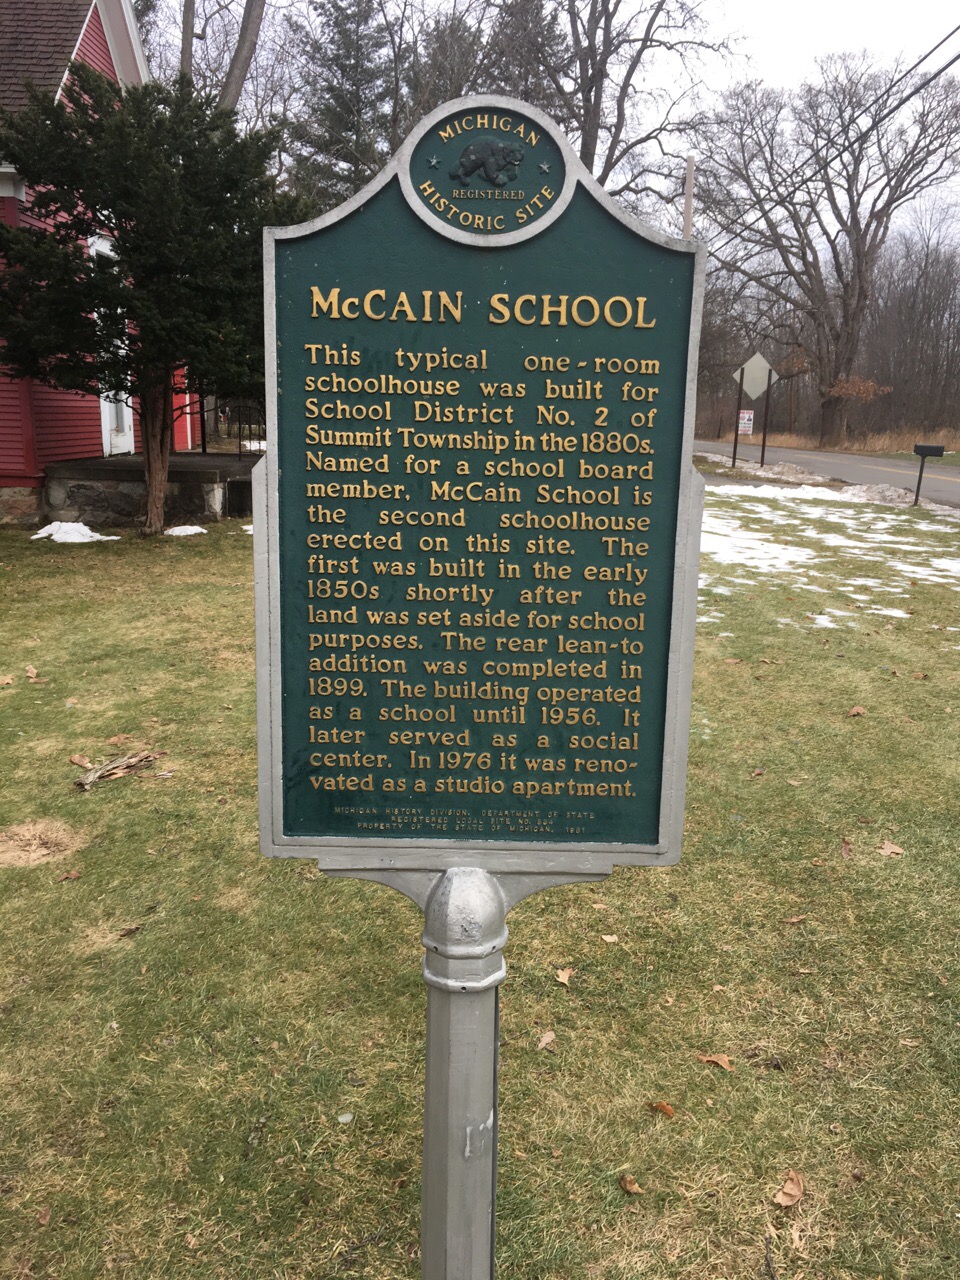 MICHIGAN
REGISTERED
HISTORIC SITE
McCAIN SCHOOL
This typical one-room
schoolhouse was built for
School District No. 2 of
Summit Township in the 1880s.
Named for a school board
member, McCain School is
the second schoolhouse
erected on this site. The
first was built in the early
1850s shortly after the
land was set aside for school
purposes. The rear lean-to
addition was completed in
1899. The building operated
as a school until 1956. It
later served as a social
center. In 1976 it was reno-
vated as a studio apartment.
MICHIGAN HISTORY DIVISION, DEPARTMENT OF STATE
REGISTERED LOCAL SITE NO.
PROPERTY OF THE STATE OF MICHIGAN, 1981